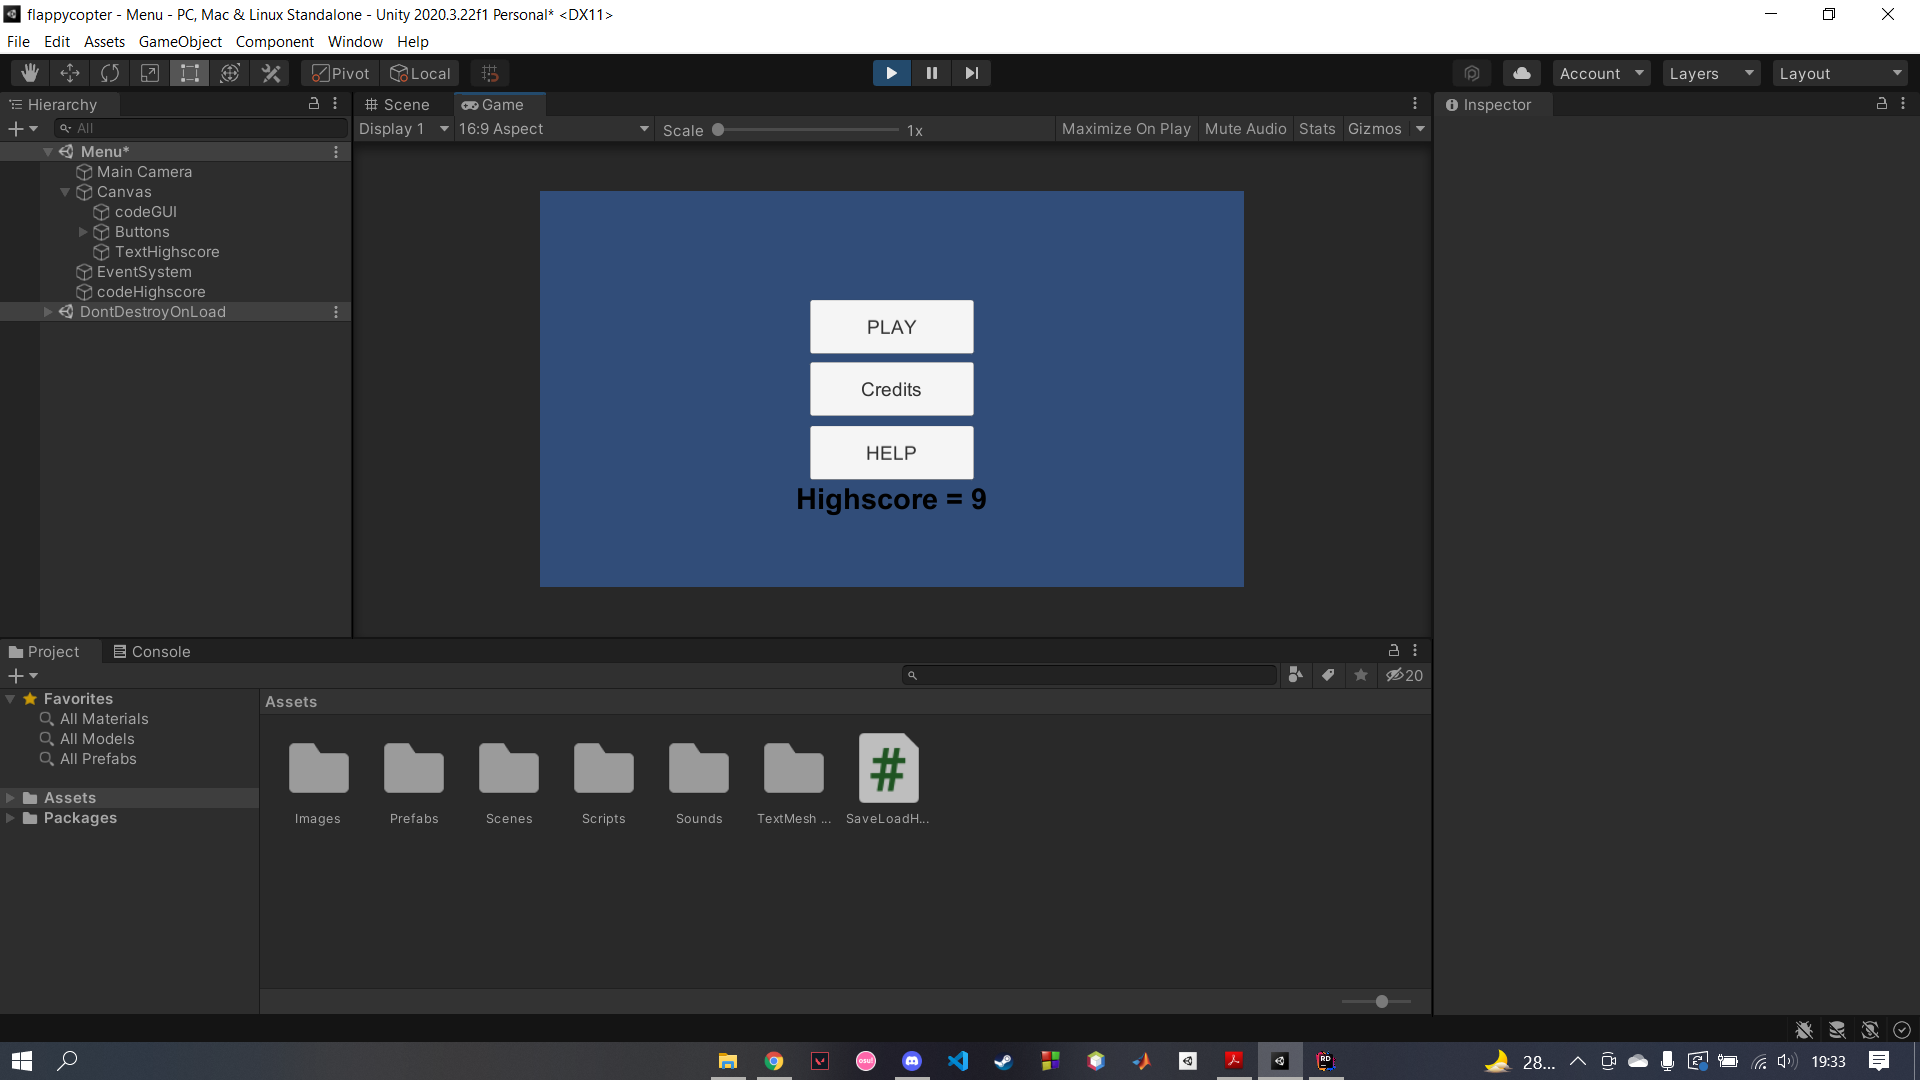 flappycopter - Menu - PC, Mac & Linux Standalone - Unity 2020.3.22f1 Personal* <DX11>
File Edit Assets GameObject Component Window Help
Pivot Local Account Layers Layout
Hierarchy
All
Menu*
Main Camera
Canvas
codeGUI
Buttons
TextHighscore
EventSystem
codeHighscore
DontDestroyOnLoad
Scene Game
Display 1 16:9 Aspect Scale 1x Maximize On Play Mute Audio Stats Gizmos
PLAY
Credits
HELP
Highscore = 9
Inspector
Project Console
20
Favorites
All Materials
All Models
All Prefabs
Assets
Packages
Assets
Images Prefabs Scenes Scripts Sounds TextMesh ... SaveLoadH...
osu!
RD
28... 19:33